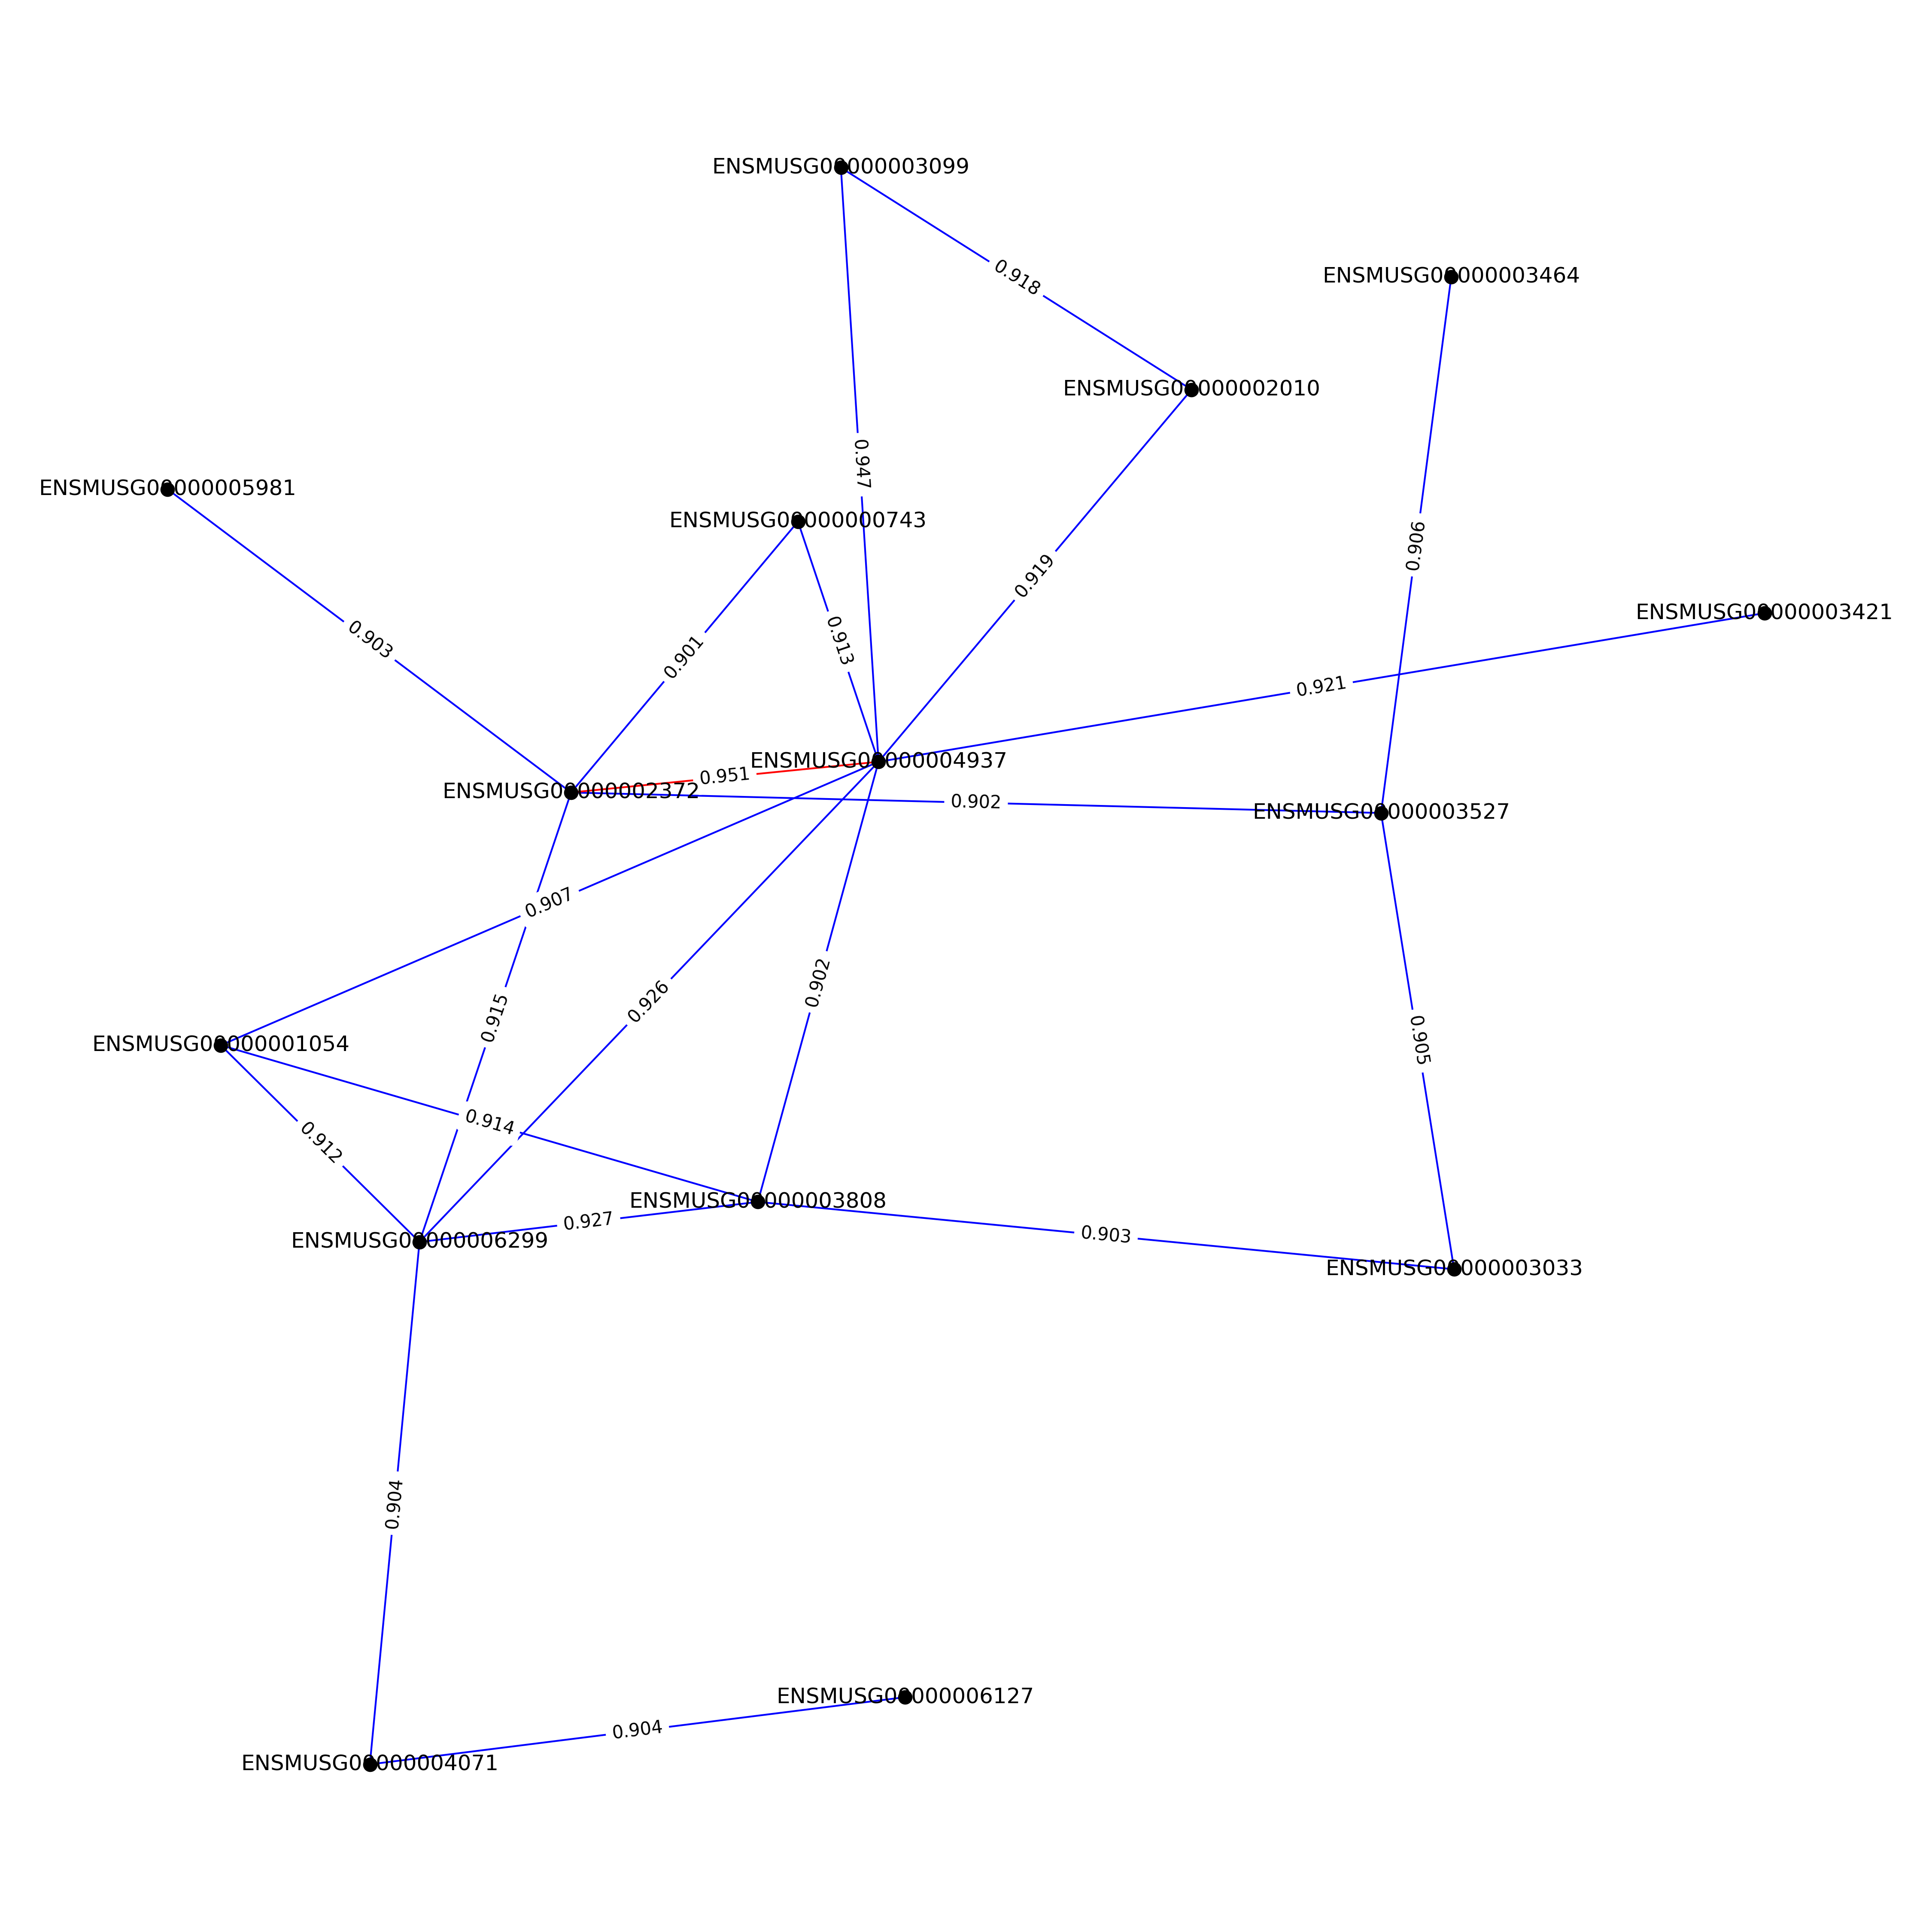 ENSMUSG00000003099
0.918
ENSMUSG00000003464
ENSMUSG00000002010
0.947
ENSMUSG00000005981
ENSMUSG00000000743
0.906
0.919
ENSMUSG00000003421
0.903
0.913
0.901
0.921
ENSMUSG00000004937
0.951
ENSMUSG00000002372
0.902
ENSMUSG00000003527
0.907
0.902
0.926
0.915
0.905
ENSMUSG00000001054
0.914
0.912
ENSMUSG00000003808
0.927
0.903
ENSMUSG00000006299
ENSMUSG00000003033
0.904
ENSMUSG00000006127
0.904
ENSMUSG00000004071